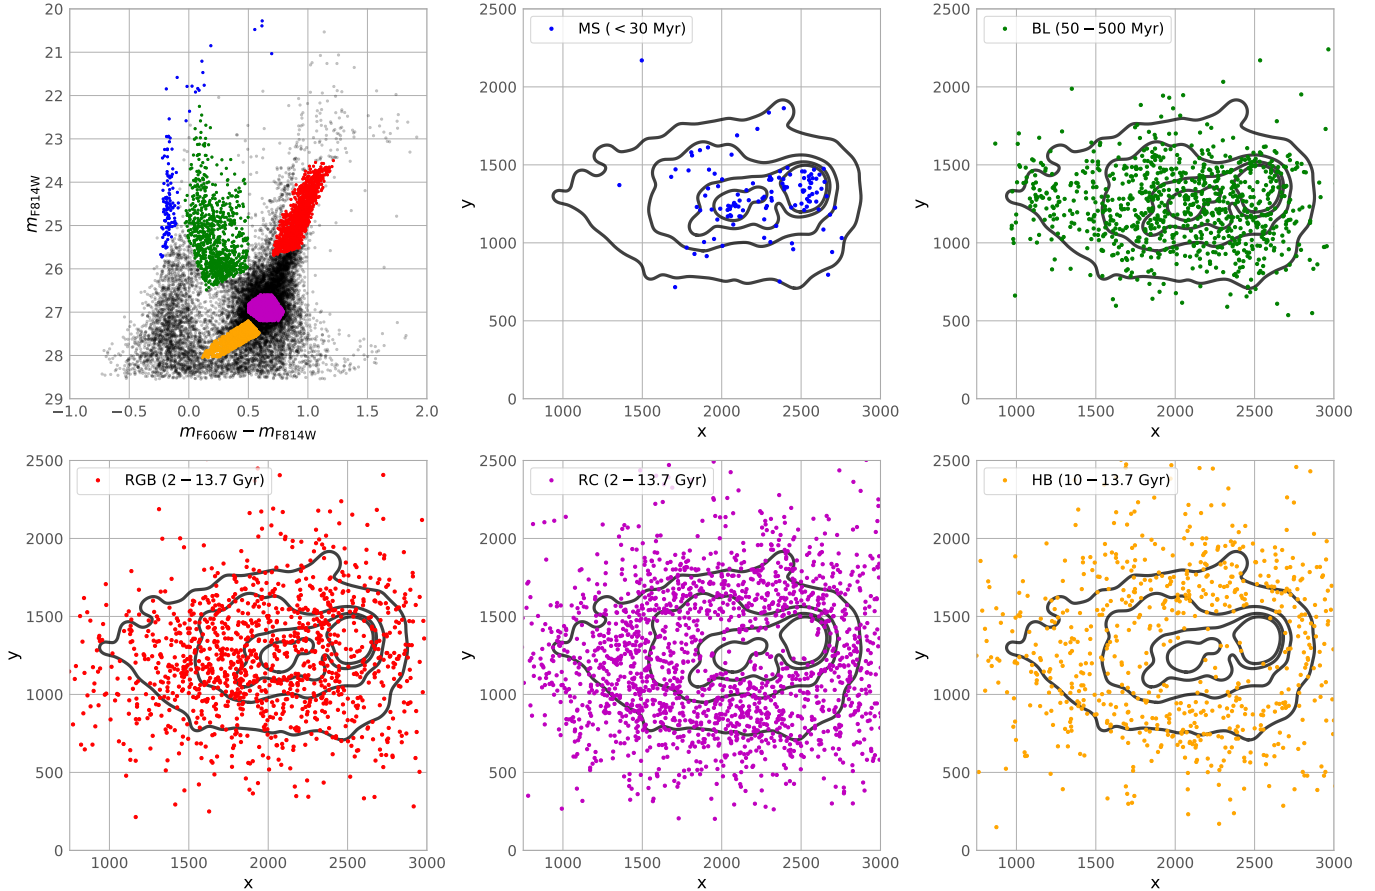 20
21
22
23
24
25
26
27
28
29
m_F814W
−1.0 −0.5 0.0 0.5 1.0 1.5 2.0
m_F606W − m_F814W
MS (< 30 Myr)
2500
2000
1500
1000
500
0
y
1000 1500 2000 2500 3000
x
BL (50 − 500 Myr)
2500
2000
1500
1000
500
0
y
1000 1500 2000 2500 3000
x
RGB (2 − 13.7 Gyr)
2500
2000
1500
1000
500
0
y
1000 1500 2000 2500 3000
x
RC (2 − 13.7 Gyr)
2500
2000
1500
1000
500
0
y
1000 1500 2000 2500 3000
x
HB (10 − 13.7 Gyr)
2500
2000
1500
1000
500
0
y
1000 1500 2000 2500 3000
x